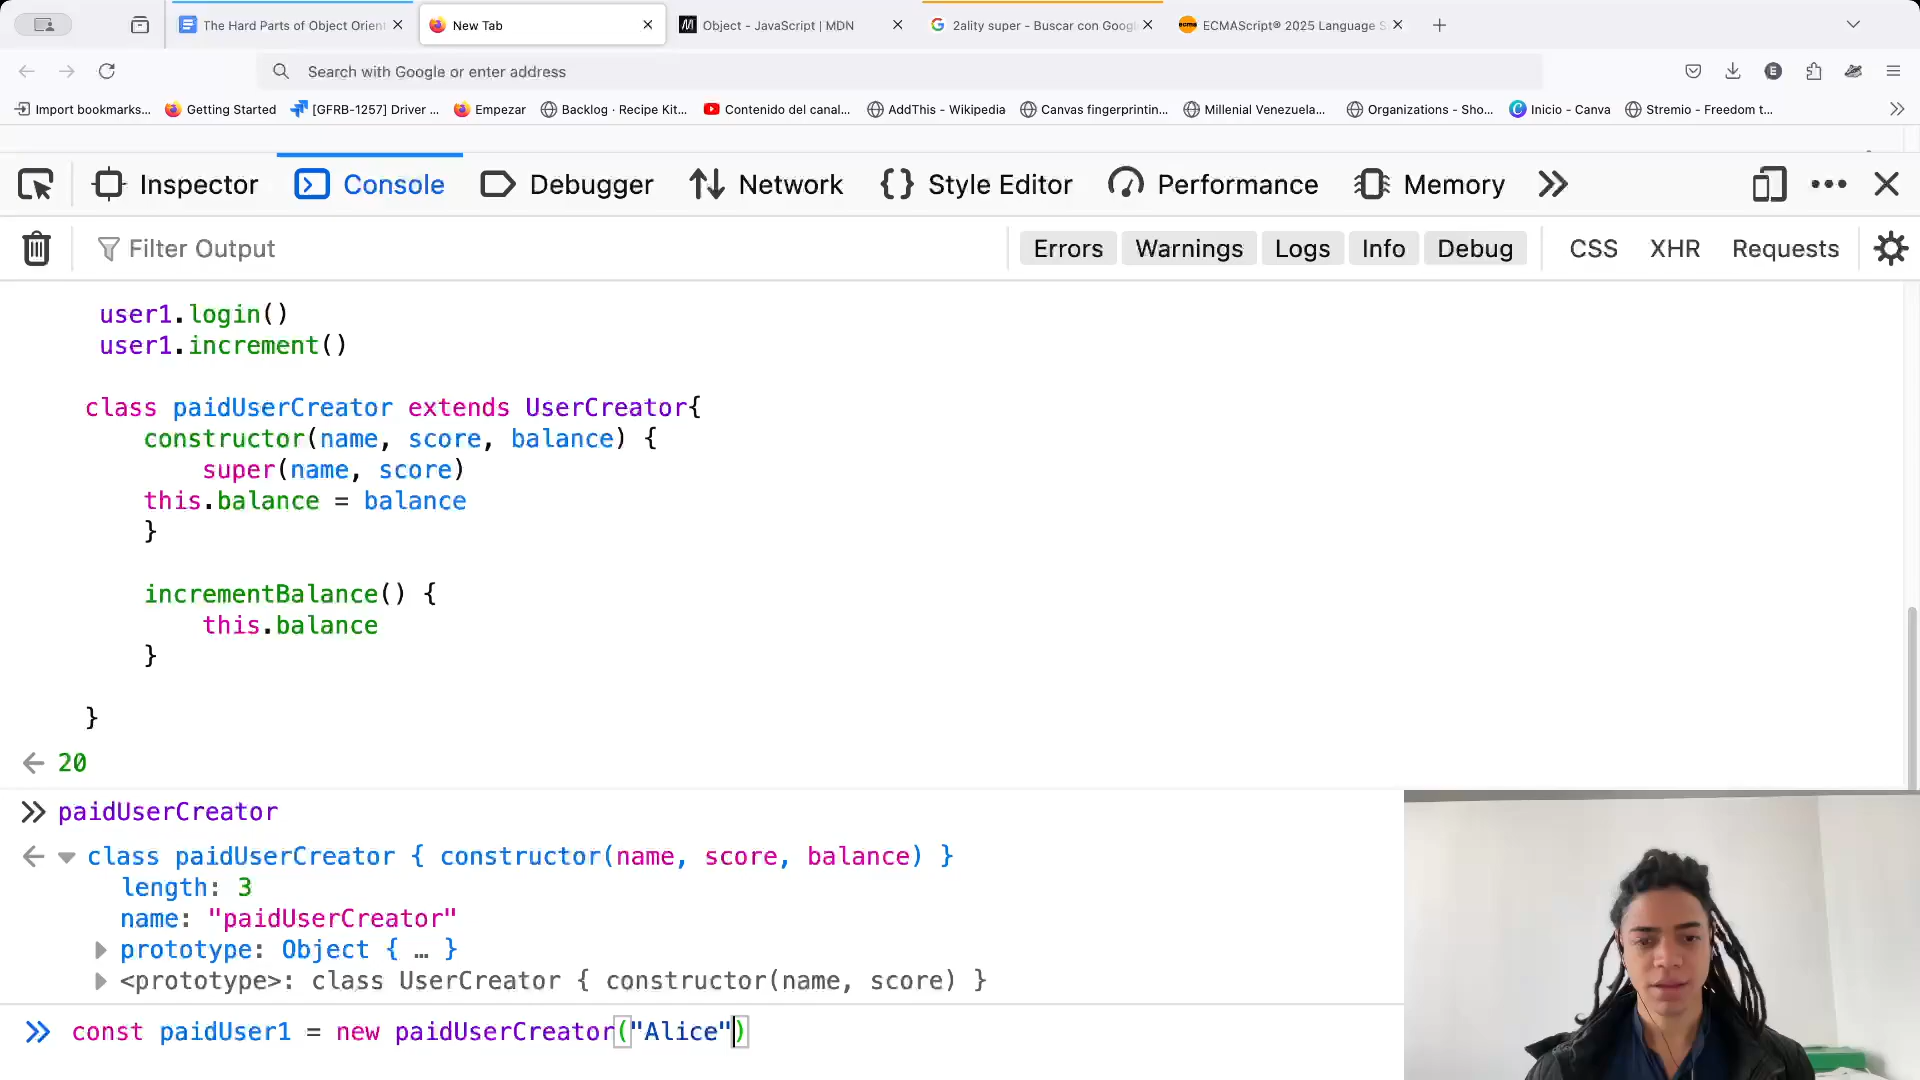 The Hard Parts of Object Orient
New Tab
Object - JavaScript | MDN
2ality super - Buscar con Googl
ECMAScript® 2025 Language S
Search with Google or enter address
Import bookmarks...
Getting Started
[GFRB-1257] Driver ...
Empezar
Backlog · Recipe Kit...
Contenido del canal...
AddThis - Wikipedia
Canvas fingerprintin...
Millenial Venezuela...
Organizations - Sho...
Inicio - Canva
Stremio - Freedom t...
Inspector
Console
Debugger
Network
Style Editor
Performance
Memory
Filter Output
Errors
Warnings
Logs
Info
Debug
CSS
XHR
Requests
user1.login()
user1.increment()
class paidUserCreator extends UserCreator{
constructor(name, score, balance) {
super(name, score)
this.balance = balance
}
incrementBalance() {
this.balance
}
}
20
paidUserCreator
class paidUserCreator { constructor(name, score, balance) }
length: 3
name: "paidUserCreator"
prototype: Object { … }
<prototype>: class UserCreator { constructor(name, score) }
const paidUser1 = new paidUserCreator("Alice")